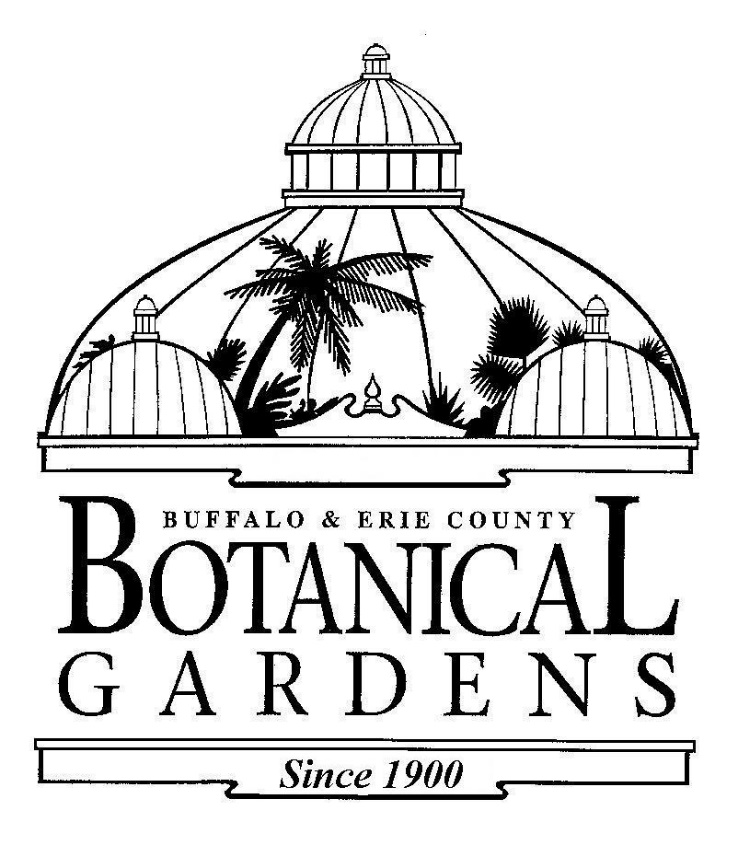 BUFFALO & ERIE COUNTY
BOTANICAL
GARDENS
Since 1900